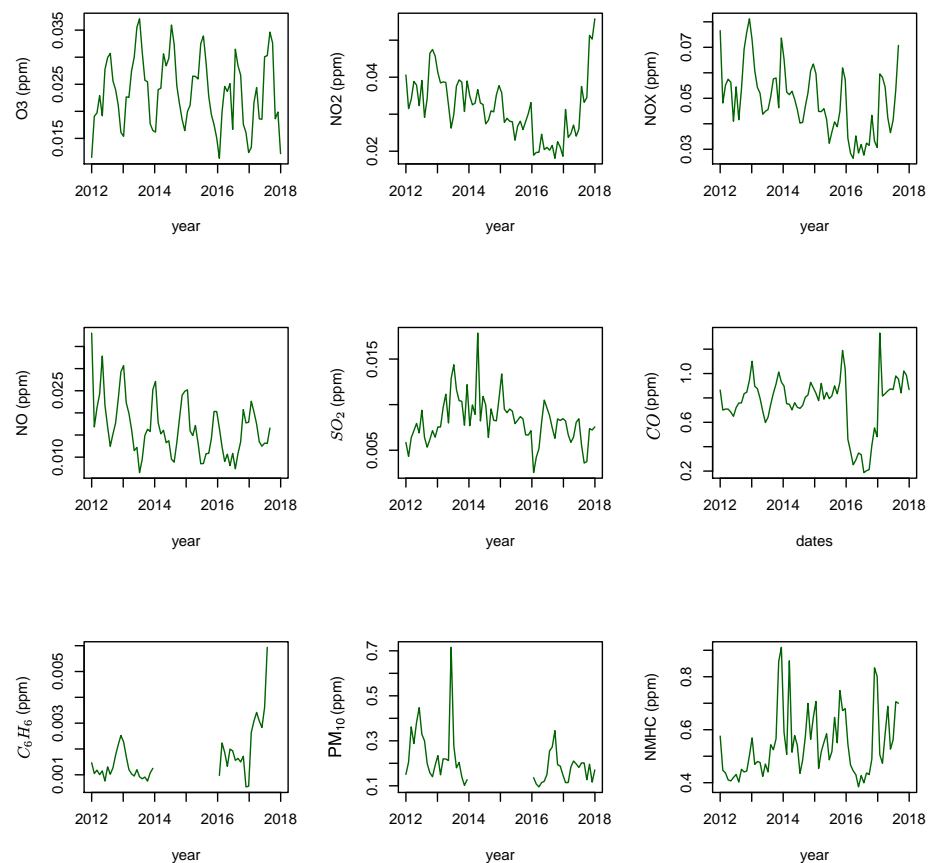 O3 (ppm)
0.015 0.025 0.035
2012 2014 2016 2018
year
NO2 (ppm)
0.02 0.04
2012 2014 2016 2018
year
NOX (ppm)
0.03 0.05 0.07
2012 2014 2016 2018
year
NO (ppm)
0.010 0.025
2012 2014 2016 2018
year
SO₂ (ppm)
0.005 0.015
2012 2014 2016 2018
year
CO (ppm)
0.2 0.6 1.0
2012 2014 2016 2018
dates
C₆H₆ (ppm)
0.001 0.003 0.005
2012 2014 2016 2018
year
PM₁₀ (ppm)
0.1 0.3 0.5 0.7
2012 2014 2016 2018
year
NMHC (ppm)
0.4 0.6 0.8
2012 2014 2016 2018
year